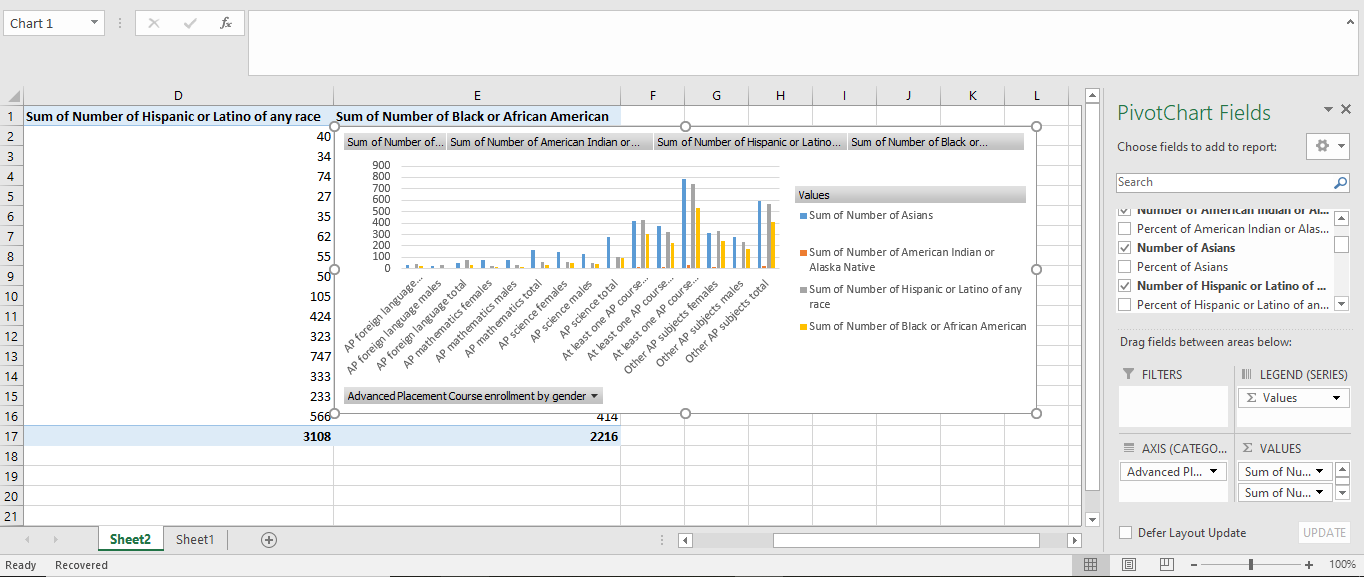 Chart 1
fx
D E F G H I J K L
1 Sum of Number of Hispanic or Latino of any race Sum of Number of Black or African American
2 40
3 34
4 74
5 27
6 35
7 62
8 55
9 50
10 105
11 424
12 323
13 747
14 333
15 233
16 566 414
17 3108 2216
18
19
20
21
Sum of Number of... Sum of Number of American Indian or... Sum of Number of Hispanic or Latino... Sum of Number of Black or...
900
800
700
600
500
400
300
200
100
0
AP foreign language...
AP foreign language males
AP foreign language total
AP mathematics females
AP mathematics males
AP mathematics total
AP science females
AP science males
AP science total
At least one AP course...
At least one AP course...
At least one AP course...
Other AP subjects females
Other AP subjects males
Other AP subjects total
Values
Sum of Number of Asians
Sum of Number of American Indian or
Alaska Native
Sum of Number of Hispanic or Latino of any
race
Sum of Number of Black or African American
Advanced Placement Course enrollment by gender
PivotChart Fields
Choose fields to add to report:
Search
Number of American Indian or Al...
Percent of American Indian or Alas...
Number of Asians
Percent of Asians
Number of Hispanic or Latino of ...
Percent of Hispanic or Latino of an...
Drag fields between areas below:
FILTERS
LEGEND (SERIES)
Σ Values
AXIS (CATEGO...
Advanced Pl...
Σ VALUES
Sum of Nu...
Sum of Nu...
Defer Layout Update
UPDATE
Sheet2 Sheet1
Ready Recovered
100%